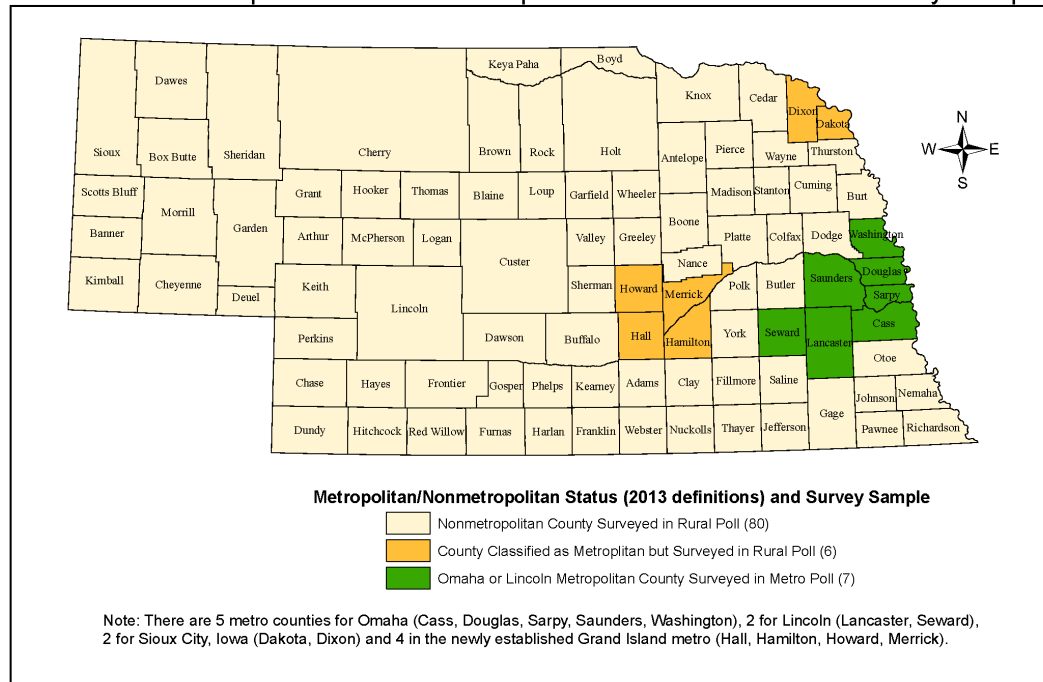 Keya Paha
Boyd
Dawes
Knox
Cedar
Dixon
Dakota
N
W
E
S
Sioux
Box Butte
Sheridan
Cherry
Brown
Rock
Holt
Antelope
Pierce
Wayne
Thurston
Scotts Bluff
Grant
Hooker
Thomas
Blaine
Loup
Garfield
Wheeler
Madison
Stanton
Cuming
Burt
Morrill
Garden
Banner
Arthur
McPherson
Logan
Custer
Valley
Greeley
Boone
Platte
Colfax
Dodge
Washington
Nance
Kimball
Cheyenne
Deuel
Keith
Lincoln
Sherman
Howard
Merrick
Polk
Butler
Saunders
Douglas
Sarpy
Perkins
Dawson
Buffalo
Hall
Hamilton
York
Seward
Lancaster
Cass
Otoe
Chase
Hayes
Frontier
Gosper
Phelps
Kearney
Adams
Clay
Fillmore
Saline
Gage
Johnson
Nemaha
Dundy
Hitchcock
Red Willow
Furnas
Harlan
Franklin
Webster
Nuckolls
Thayer
Jefferson
Pawnee
Richardson
Metropolitan/Nonmetropolitan Status (2013 definitions) and Survey Sample
Nonmetropolitan County Surveyed in Rural Poll (80)
County Classified as Metroplitan but Surveyed in Rural Poll (6)
Omaha or Lincoln Metropolitan County Surveyed in Metro Poll (7)
Note: There are 5 metro counties for Omaha (Cass, Douglas, Sarpy, Saunders, Washington), 2 for Lincoln (Lancaster, Seward),
2 for Sioux City, Iowa (Dakota, Dixon) and 4 in the newly established Grand Island metro (Hall, Hamilton, Howard, Merrick).